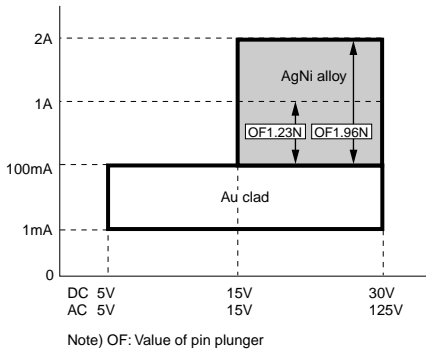 2A
AgNi alloy
1A
OF1.23N OF1.96N
100mA
Au clad
1mA
0
DC 5V 15V 30V
AC 5V 15V 125V
Note) OF: Value of pin plunger